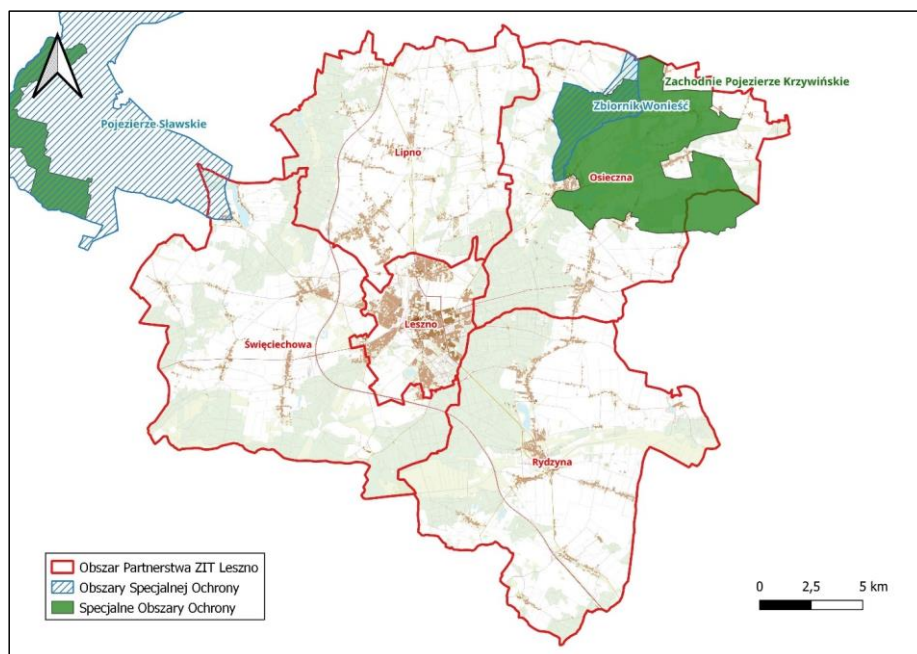 Zachodnie Pojezierze Krzywińskie
Zbiornik Wonieść
Pojezierze Sławskie
Lipno
Osieczna
Leszno
Święciechowa
Rydzyna
Obszar Partnerstwa ZIT Leszno
Obszary Specjalnej Ochrony
Specjalne Obszary Ochrony
0 2,5 5 km